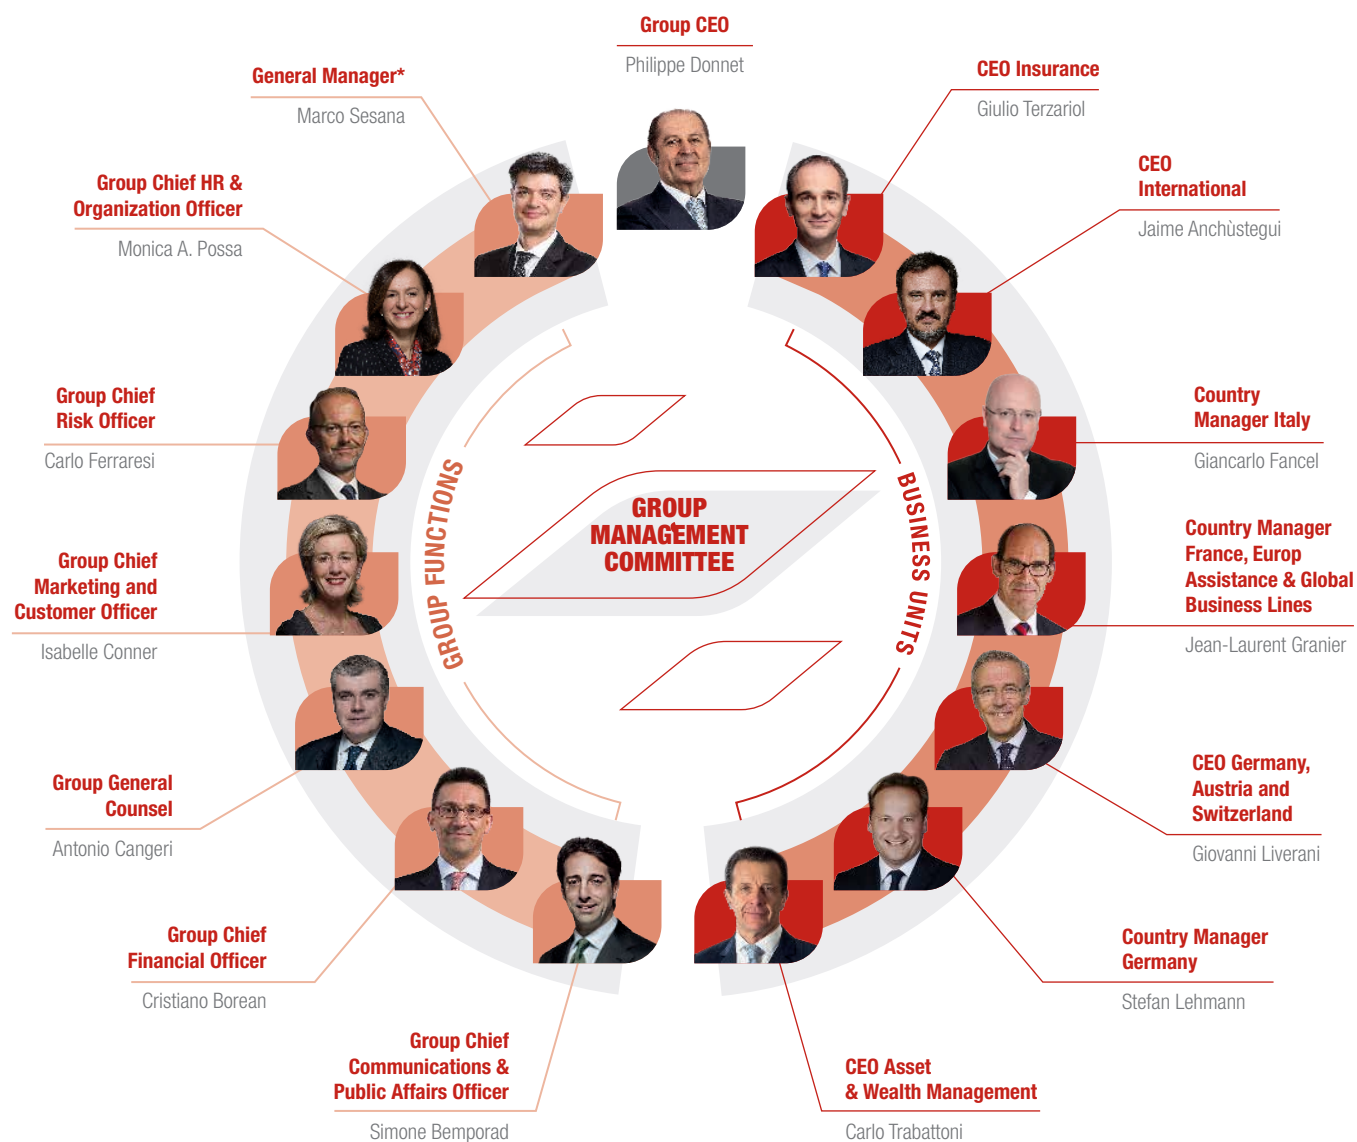 Group CEO
Philippe Donnet
General Manager*
Marco Sesana
Group Chief HR &
Organization Officer
Monica A. Possa
Group Chief
Risk Officer
Carlo Ferraresi
Group Chief
Marketing and
Customer Officer
Isabelle Conner
Group General
Counsel
Antonio Cangeri
Group Chief
Financial Officer
Cristiano Borean
Group Chief
Communications &
Public Affairs Officer
Simone Bemporad
GROUP FUNCTIONS
GROUP
MANAGEMENT
COMMITTEE
BUSINESS UNITS
CEO Insurance
Giulio Terzariol
CEO
International
Jaime Anchùstegui
Country
Manager Italy
Giancarlo Fancel
Country Manager
France, Europ
Assistance & Global
Business Lines
Jean-Laurent Granier
CEO Germany,
Austria and
Switzerland
Giovanni Liverani
Country Manager
Germany
Stefan Lehmann
CEO Asset
& Wealth Management
Carlo Trabattoni